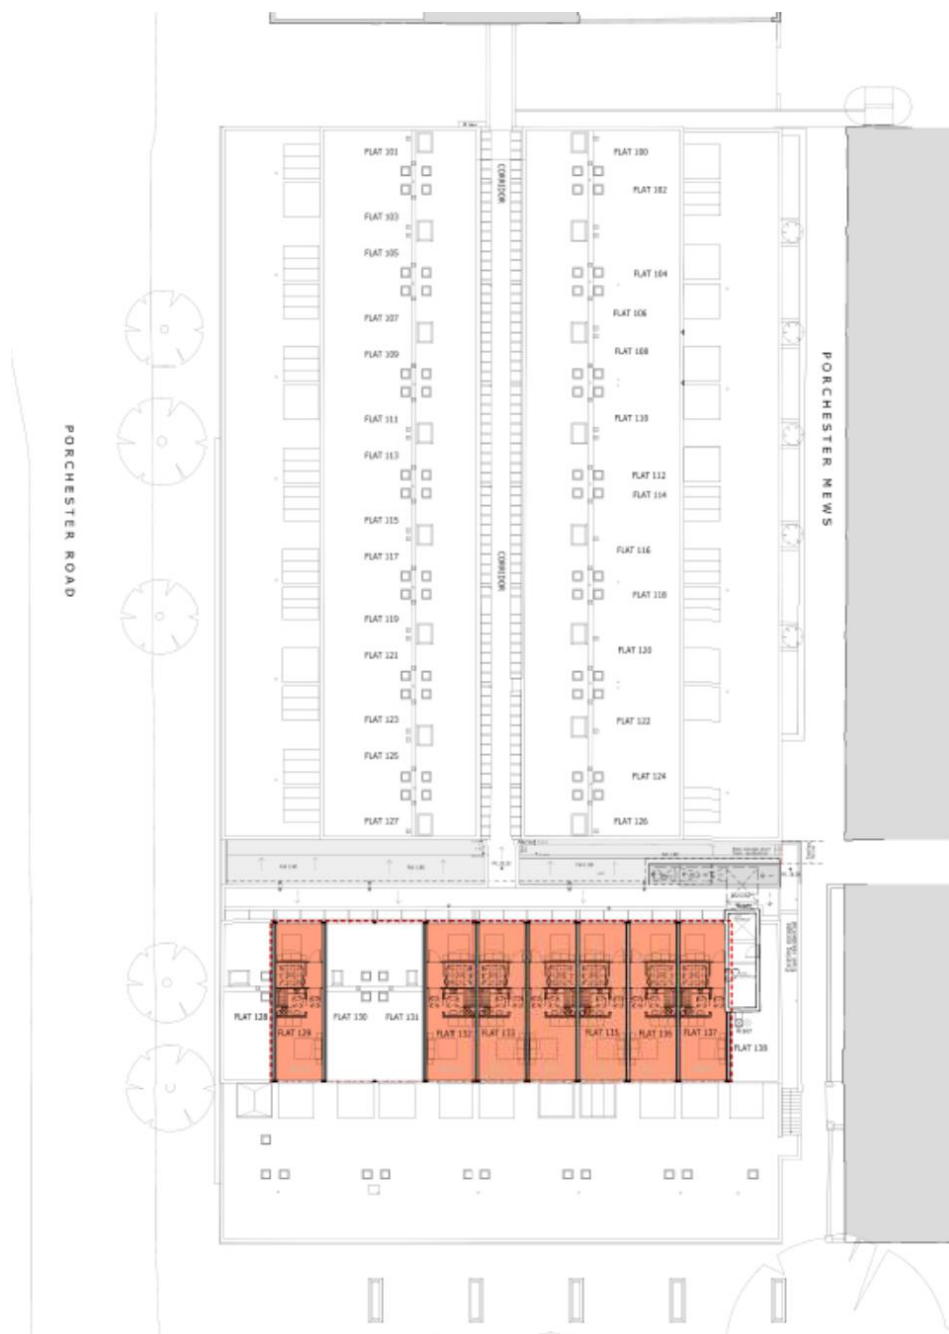 FLAT 101
FLAT 100
CORRIDOR
FLAT 102
FLAT 103
FLAT 105
FLAT 104
FLAT 107
FLAT 106
FLAT 109
FLAT 108
FLAT 111
FLAT 110
FLAT 113
PORCHESTER ROAD
PORCHESTER MEWS
FLAT 112
FLAT 114
FLAT 115
FLAT 117
FLAT 116
CORRIDOR
FLAT 118
FLAT 119
FLAT 121
FLAT 120
FLAT 123
FLAT 122
FLAT 125
FLAT 124
FLAT 127
FLAT 126
FLAT 128
FLAT 129
FLAT 130
FLAT 131
FLAT 132
FLAT 133
FLAT 135
FLAT 136
FLAT 137
FLAT 138